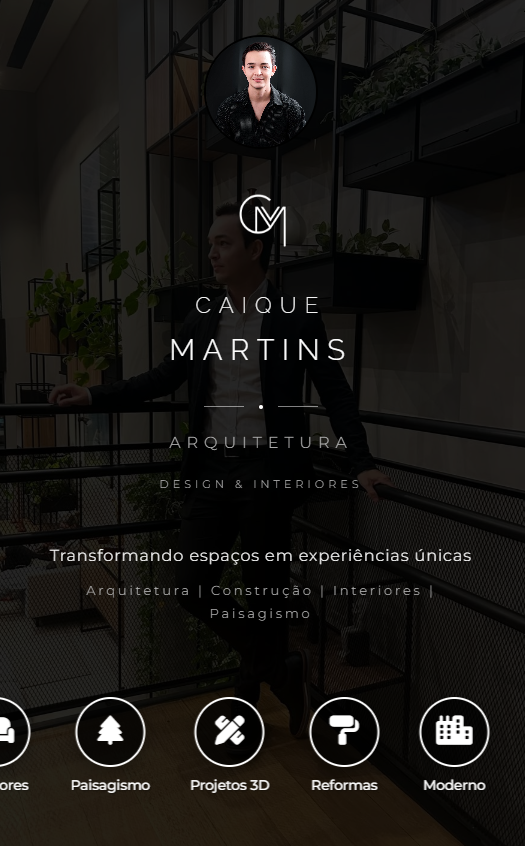 CM
CAIQUE
MARTINS
ARQUITETURA
DESIGN & INTERIORES
Transformando espaços em experiências únicas
Arquitetura | Construção | Interiores |
Paisagismo
ores Paisagismo Projetos 3D Reformas Moderno